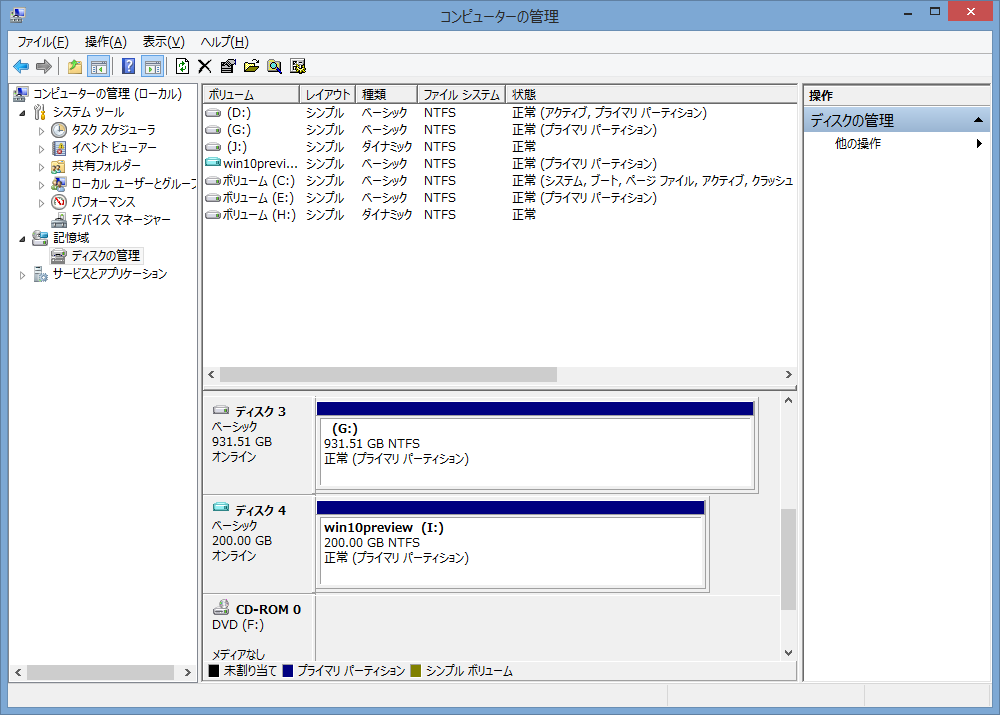 コンピューターの管理
ファイル(F) 操作(A) 表示(V) ヘルプ(H)
コンピューターの管理 (ローカル)
システム ツール
タスク スケジューラ
イベント ビューアー
共有フォルダー
ローカル ユーザーとグルー
パフォーマンス
デバイス マネージャー
記憶域
ディスクの管理
サービスとアプリケーション
ボリューム レイアウト 種類 ファイル システム 状態
(D:) シンプル ベーシック NTFS 正常 (アクティブ, プライマリ パーティション)
(G:) シンプル ベーシック NTFS 正常 (プライマリ パーティション)
(J:) シンプル ダイナミック NTFS 正常
win10previ... シンプル ベーシック NTFS 正常 (プライマリ パーティション)
ボリューム (C:) シンプル ベーシック NTFS 正常 (システム, ブート, ページ ファイル, アクティブ, クラッシュ
ボリューム (E:) シンプル ベーシック NTFS 正常 (プライマリ パーティション)
ボリューム (H:) シンプル ダイナミック NTFS 正常
ディスク 3
ベーシック
931.51 GB
オンライン
(G:)
931.51 GB NTFS
正常 (プライマリ パーティション)
ディスク 4
ベーシック
200.00 GB
オンライン
win10preview (I:)
200.00 GB NTFS
正常 (プライマリ パーティション)
CD-ROM 0
DVD (F:)
メディアなし
未割り当て プライマリ パーティション シンプル ボリューム
操作
ディスクの管理
他の操作